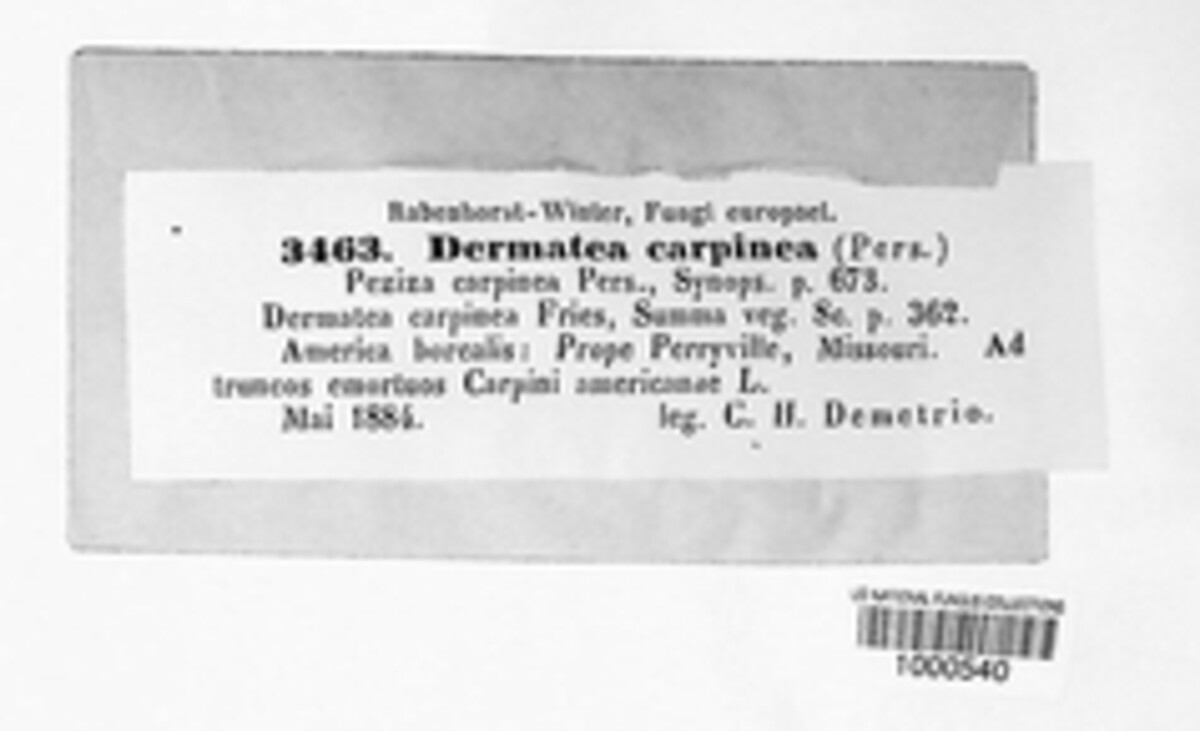 Rabenhorst-Winter, Fungi europaei.
3463. Dermatea carpinea (Pers.)
Peziza carpinea Pers., Synops. p. 673.
Dermatea carpinea Fries, Summa veg. Sc. p. 362.
America borealis: Prope Perryville, Missouri. Ad
truncos emortuos Carpini americanae L.
Mai 1884. leg. C. H. Demetrio.
US NATIONAL FUNGUS COLLECTIONS
1000540